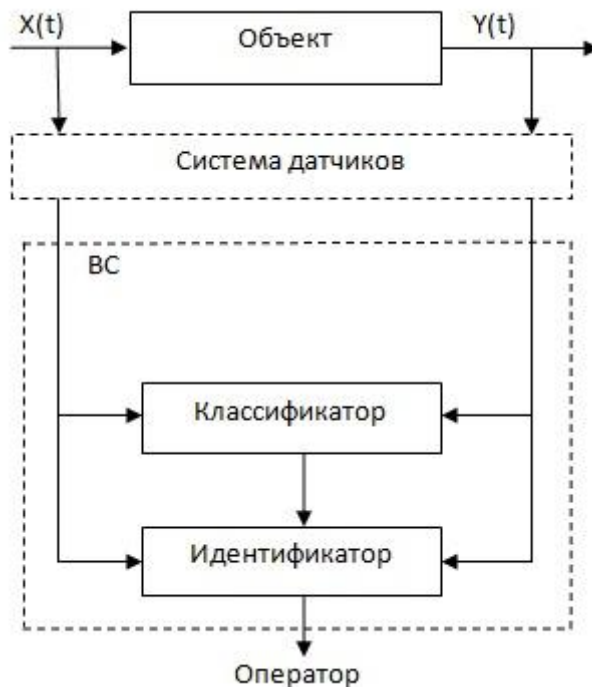 X(t)
Объект
Y(t)
Система датчиков
ВС
Классификатор
Идентификатор
Оператор